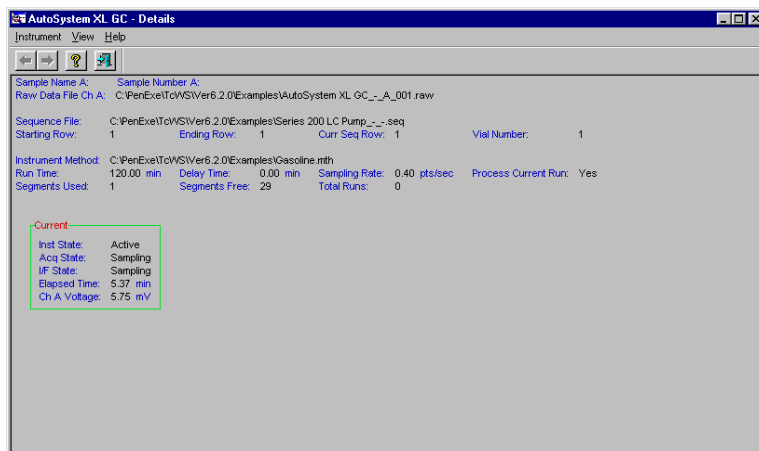 AutoSystem XL GC - Details
Instrument View Help
Sample Name A: Sample Number A:
Raw Data File Ch A: C:\PenExe\TcWS\Ver6.2.0\Examples\AutoSystem XL GC_-_A_001.raw
Sequence File: C:\PenExe\TcWS\Ver6.2.0\Examples\Series 200 LC Pump_-_-.seq
Starting Row: 1 Ending Row: 1 Curr Seq Row: 1 Vial Number: 1
Instrument Method: C:\PenExe\TcWS\Ver6.2.0\Examples\Gasoline.mth
Run Time: 120.00 min Delay Time: 0.00 min Sampling Rate: 0.40 pts/sec Process Current Run: Yes
Segments Used: 1 Segments Free: 29 Total Runs: 0
Current
Inst State: Active
Acq State: Sampling
I/F State: Sampling
Elapsed Time: 5.37 min
Ch A Voltage: 5.75 mV